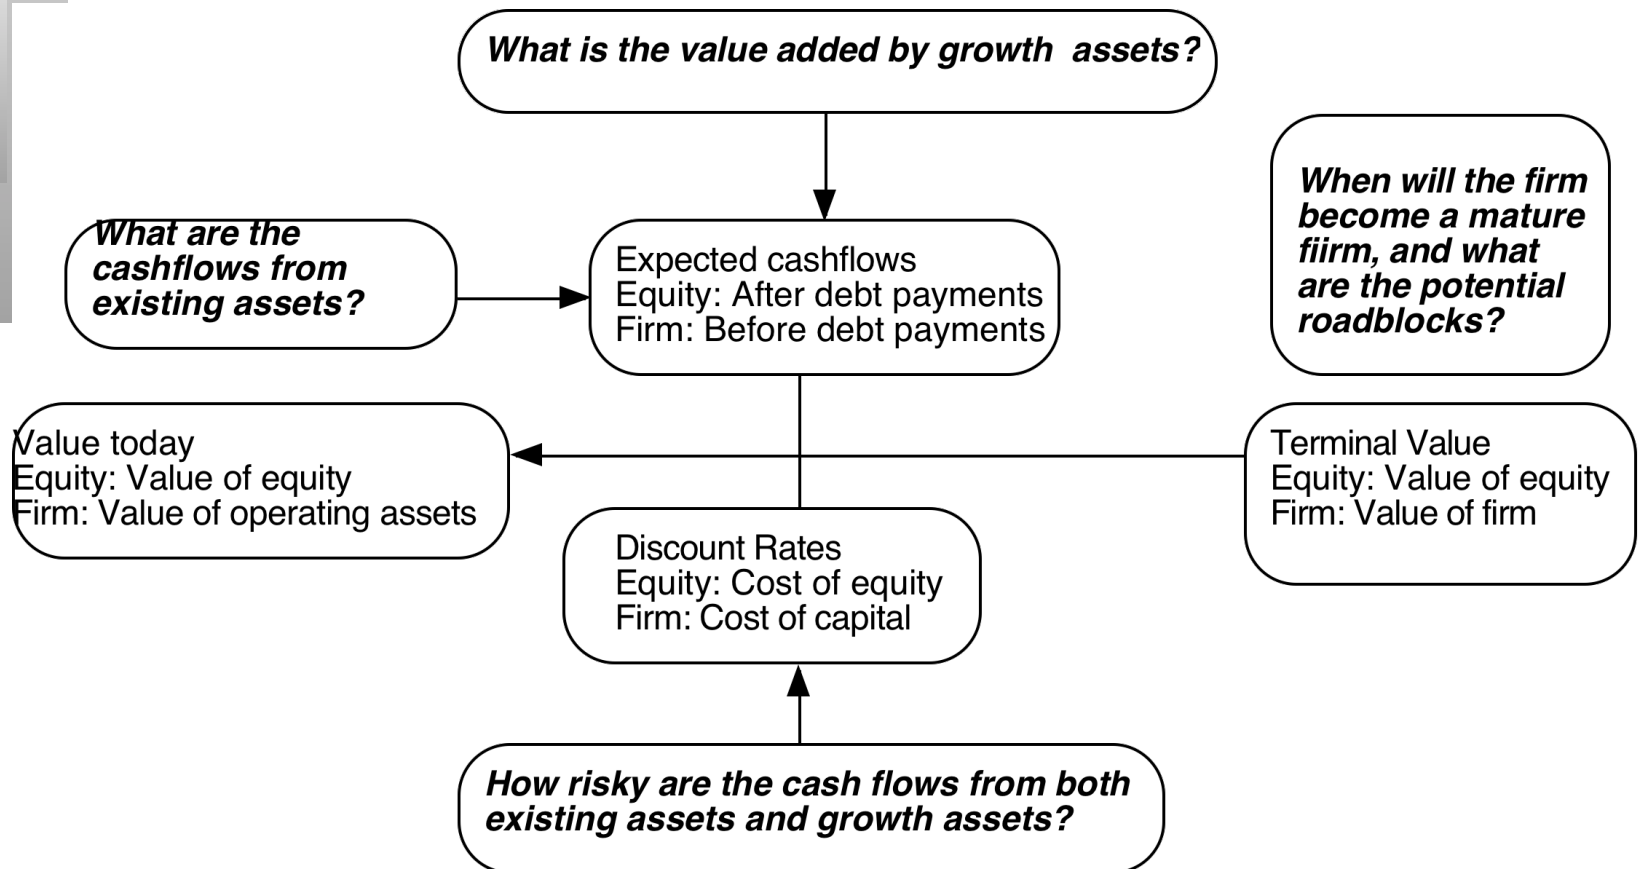 What is the value added by growth  assets?
When will the firm
become a mature
fiirm, and what
are the potential
roadblocks?
What are the
cashflows from
existing assets?
Expected cashflows
Equity: After debt payments
Firm: Before debt payments
Value today
Equity: Value of equity
Firm: Value of operating assets
Terminal Value
Equity: Value of equity
Firm: Value of firm
Discount Rates
Equity: Cost of equity
Firm: Cost of capital
How risky are the cash flows from both
existing assets and growth assets?